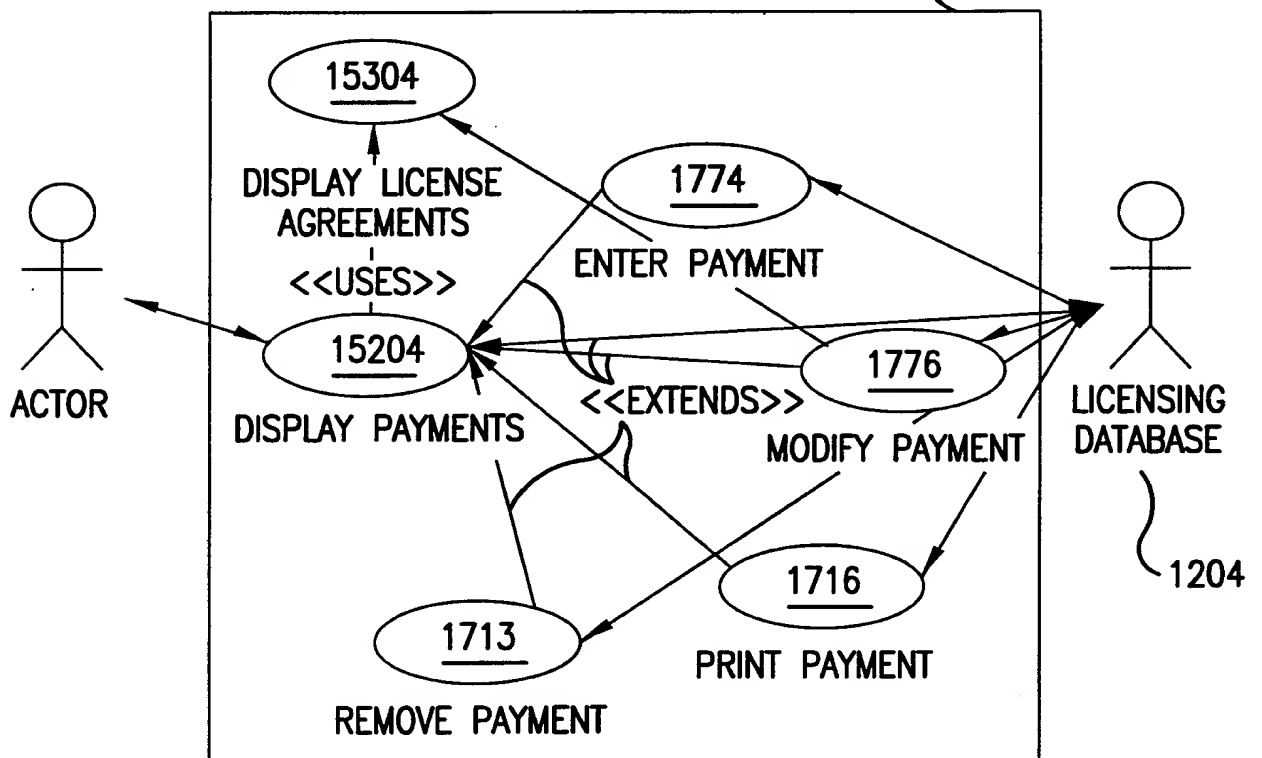 15304
DISPLAY LICENSE
AGREEMENTS
<<USES>>
1774
ENTER PAYMENT
15204
DISPLAY PAYMENTS
1776
<<EXTENDS>>
MODIFY PAYMENT
ACTOR
LICENSING
DATABASE
1204
1716
PRINT PAYMENT
1713
REMOVE PAYMENT